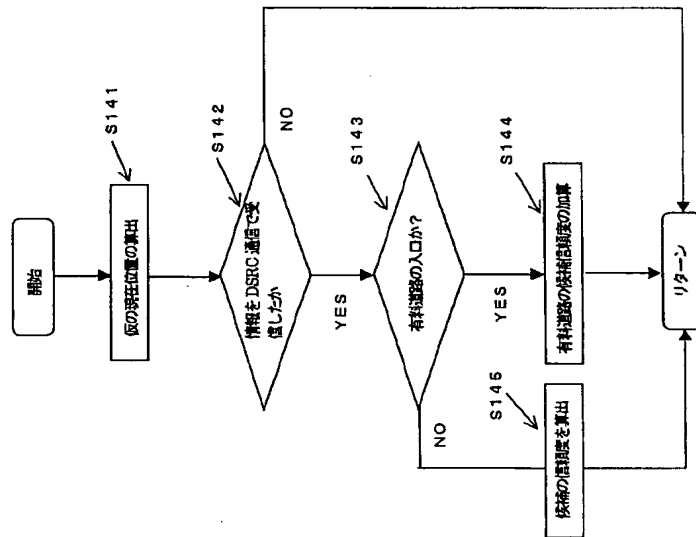 開始
S141
仮の現在位置の算出
S142
情報をDSRC通信で受
信したか
NO
YES
S143
有料道路の入口か?
YES
NO
S144
有料道路の候補信頼度の加算
S145
候補の信頼度を算出
リターン